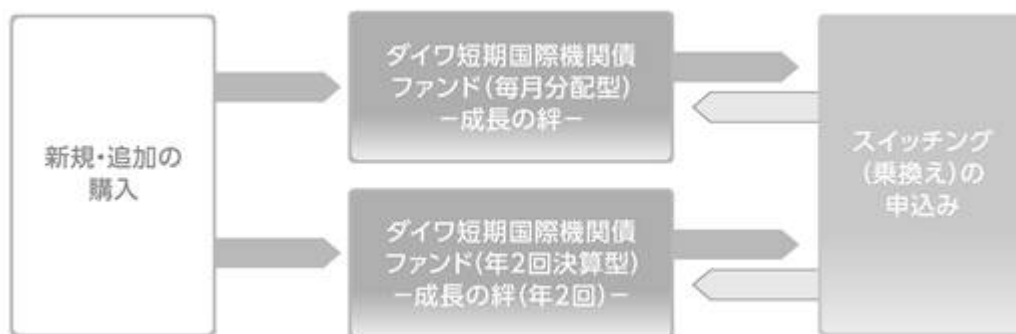 新規・追加の
購入
ダイワ短期国際機関債
ファンド(毎月分配型)
－成長の絆－
ダイワ短期国際機関債
ファンド(年2回決算型)
－成長の絆(年2回)－
スイッチング
(乗換え)の
申込み